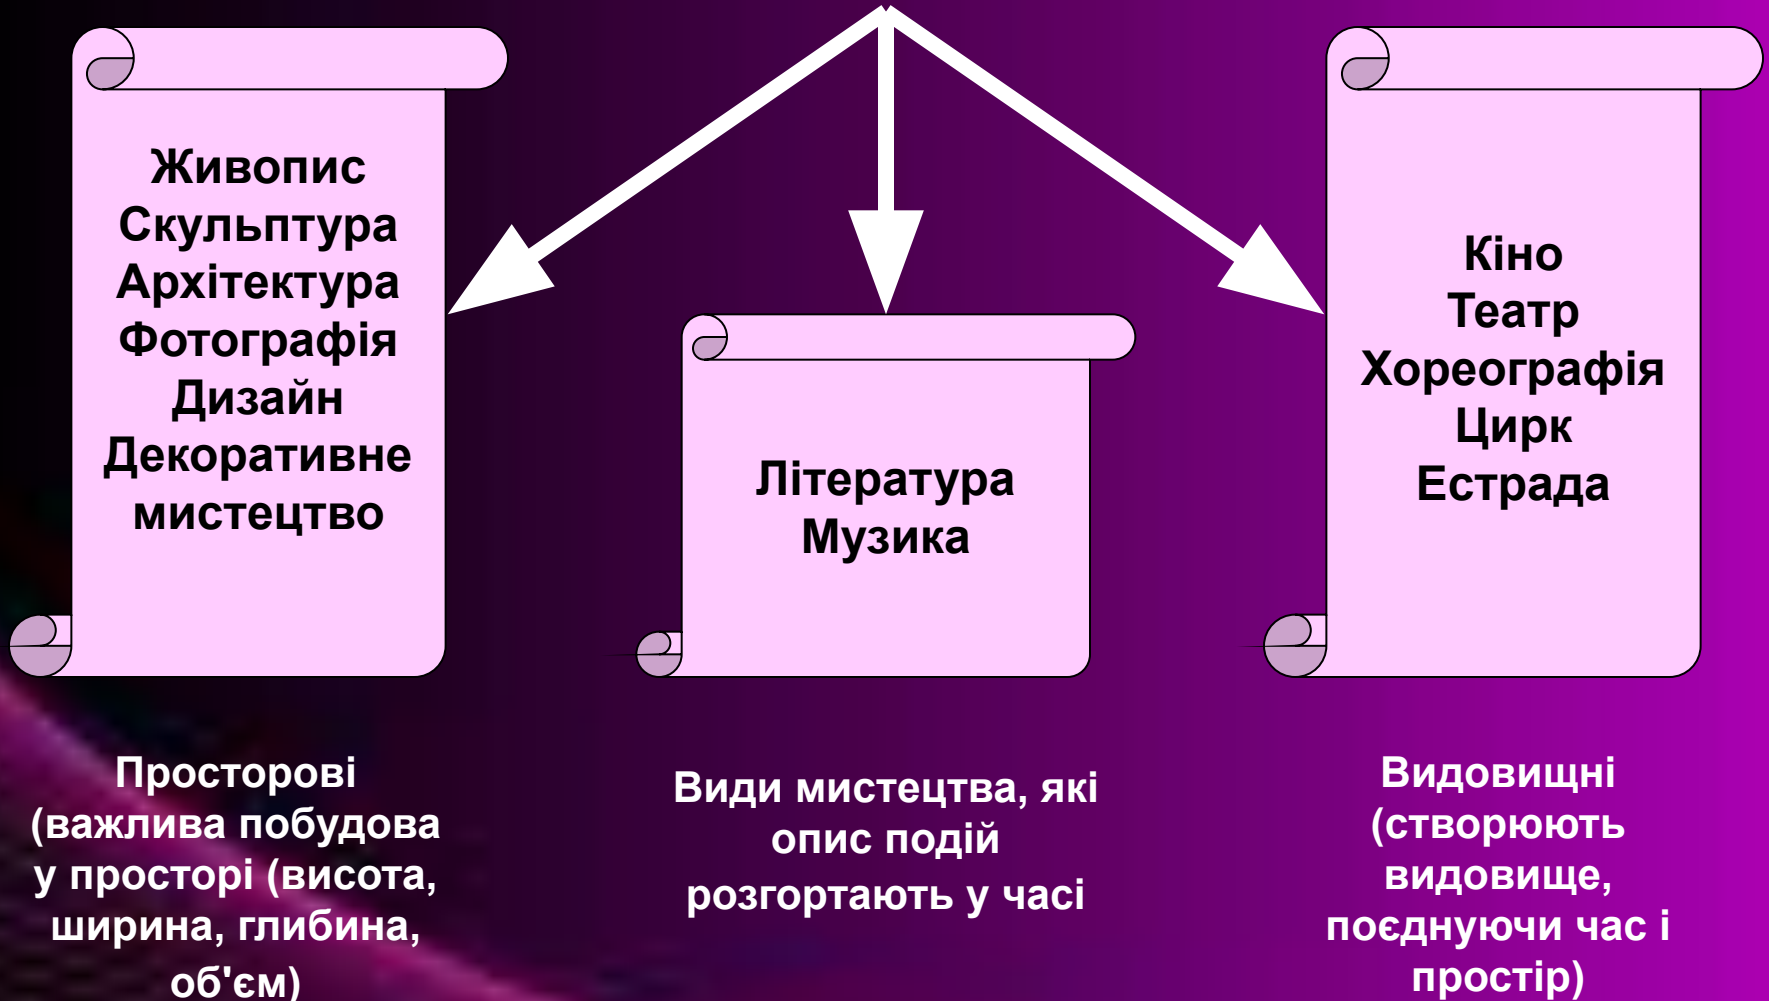 Живопис
Скульптура
Архітектура
Фотографія
Дизайн
Декоративне
мистецтво
Література
Музика
Кіно
Театр
Хореографія
Цирк
Естрада
Просторові
(важлива побудова
у просторі (висота,
ширина, глибина,
об'єм)
Види мистецтва, які
опис подій
розгортають у часі
Видовищні
(створюють
видовище,
поєднуючи час і
простір)